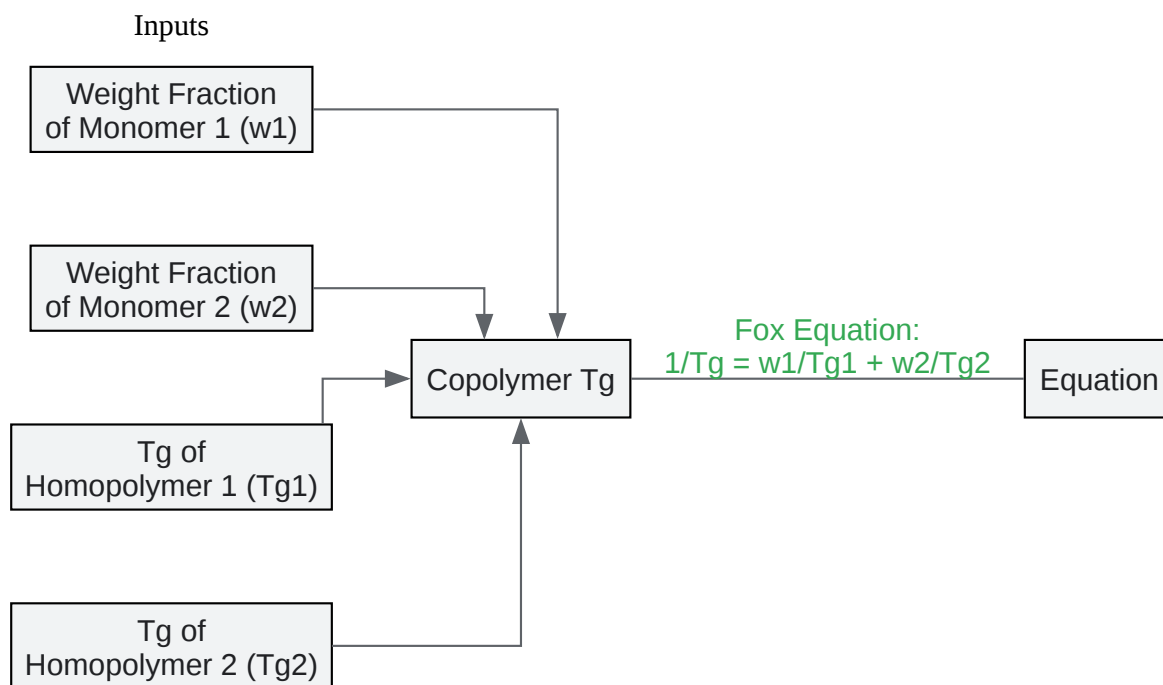 Inputs
Weight Fraction
of Monomer 1 (w1)
Weight Fraction
of Monomer 2 (w2)
Fox Equation:
1/Tg = w1/Tg1 + w2/Tg2
Copolymer Tg
Equation
Tg of
Homopolymer 1 (Tg1)
Tg of
Homopolymer 2 (Tg2)